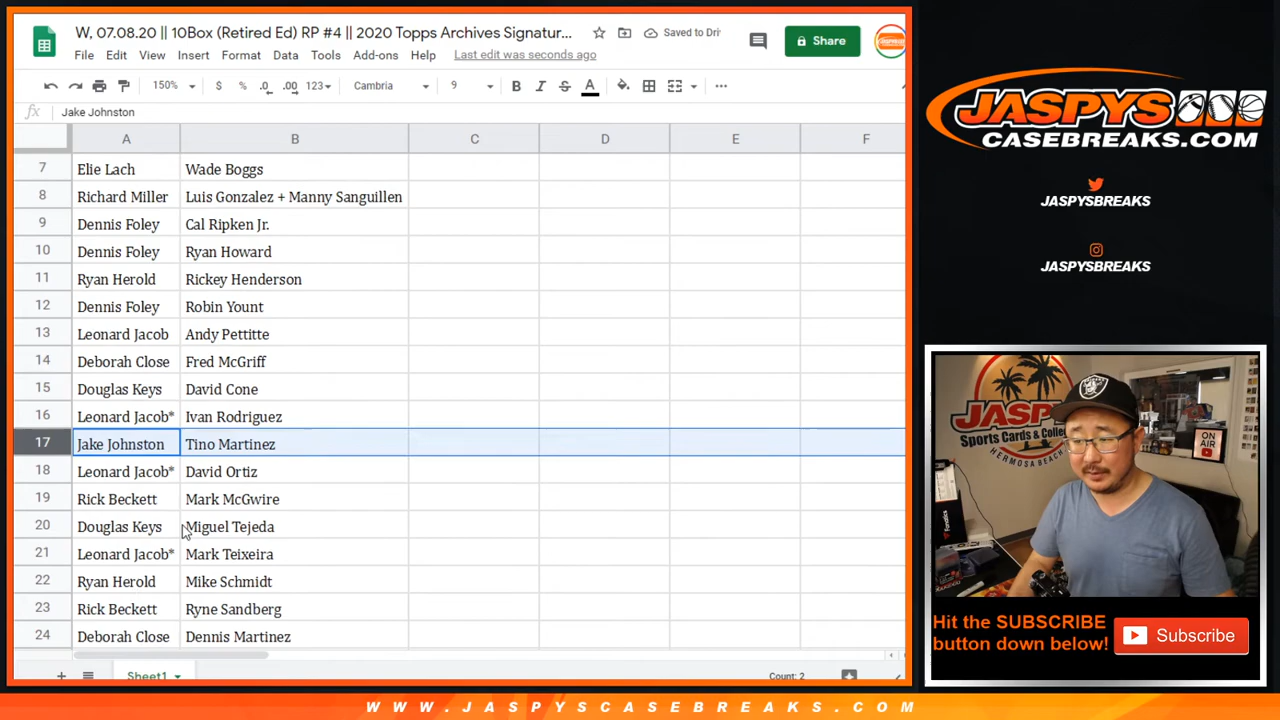 W, 07.08.20 || 10Box (Retired Ed) RP #4 || 2020 Topps Archives Signatur...
Saved to Dri
File Edit View Insert Format Data Tools Add-ons Help Last edit was seconds ago
Share
150% $ % .0 .00 123 Cambria 9 B I S A
fx Jake Johnston
A B C D E F
7 Elie Lach Wade Boggs
8 Richard Miller Luis Gonzalez + Manny Sanguillen
9 Dennis Foley Cal Ripken Jr.
10 Dennis Foley Ryan Howard
11 Ryan Herold Rickey Henderson
12 Dennis Foley Robin Yount
13 Leonard Jacob Andy Pettitte
14 Deborah Close Fred McGriff
15 Douglas Keys David Cone
16 Leonard Jacob* Ivan Rodriguez
17 Jake Johnston Tino Martinez
18 Leonard Jacob* David Ortiz
19 Rick Beckett Mark McGwire
20 Douglas Keys Miguel Tejeda
21 Leonard Jacob* Mark Teixeira
22 Ryan Herold Mike Schmidt
23 Rick Beckett Ryne Sandberg
24 Deborah Close Dennis Martinez
Sheet1
Count: 2
JASPYS
CASEBREAKS.COM
JASPYSBREAKS
JASPYSBREAKS
JASPY
Sports Cards & Colle
HERMOSA BEACH
ON AIR
Fanatics
Hit the SUBSCRIBE
button down below!
Subscribe
WWW.JASPYSCASEBREAKS.COM